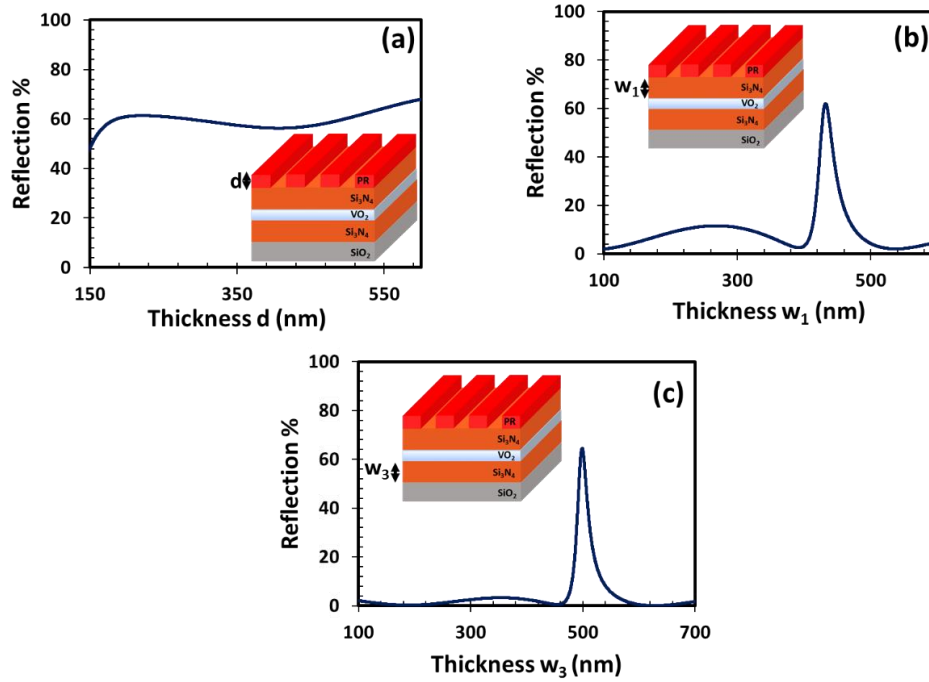 100
(a)
80
Reflection %
60
40
d
PR
Si₃N₄
20
VO₂
Si₃N₄
0
SiO₂
150
350
550
Thickness d (nm)
100
(b)
80
PR
w₁
Si₃N₄
Reflection %
60
VO₂
Si₃N₄
40
SiO₂
20
0
100
300
500
Thickness w₁ (nm)
100
(c)
80
PR
Si₃N₄
Reflection %
60
VO₂
w₃
Si₃N₄
40
SiO₂
20
0
100
300
500
700
Thickness w₃ (nm)